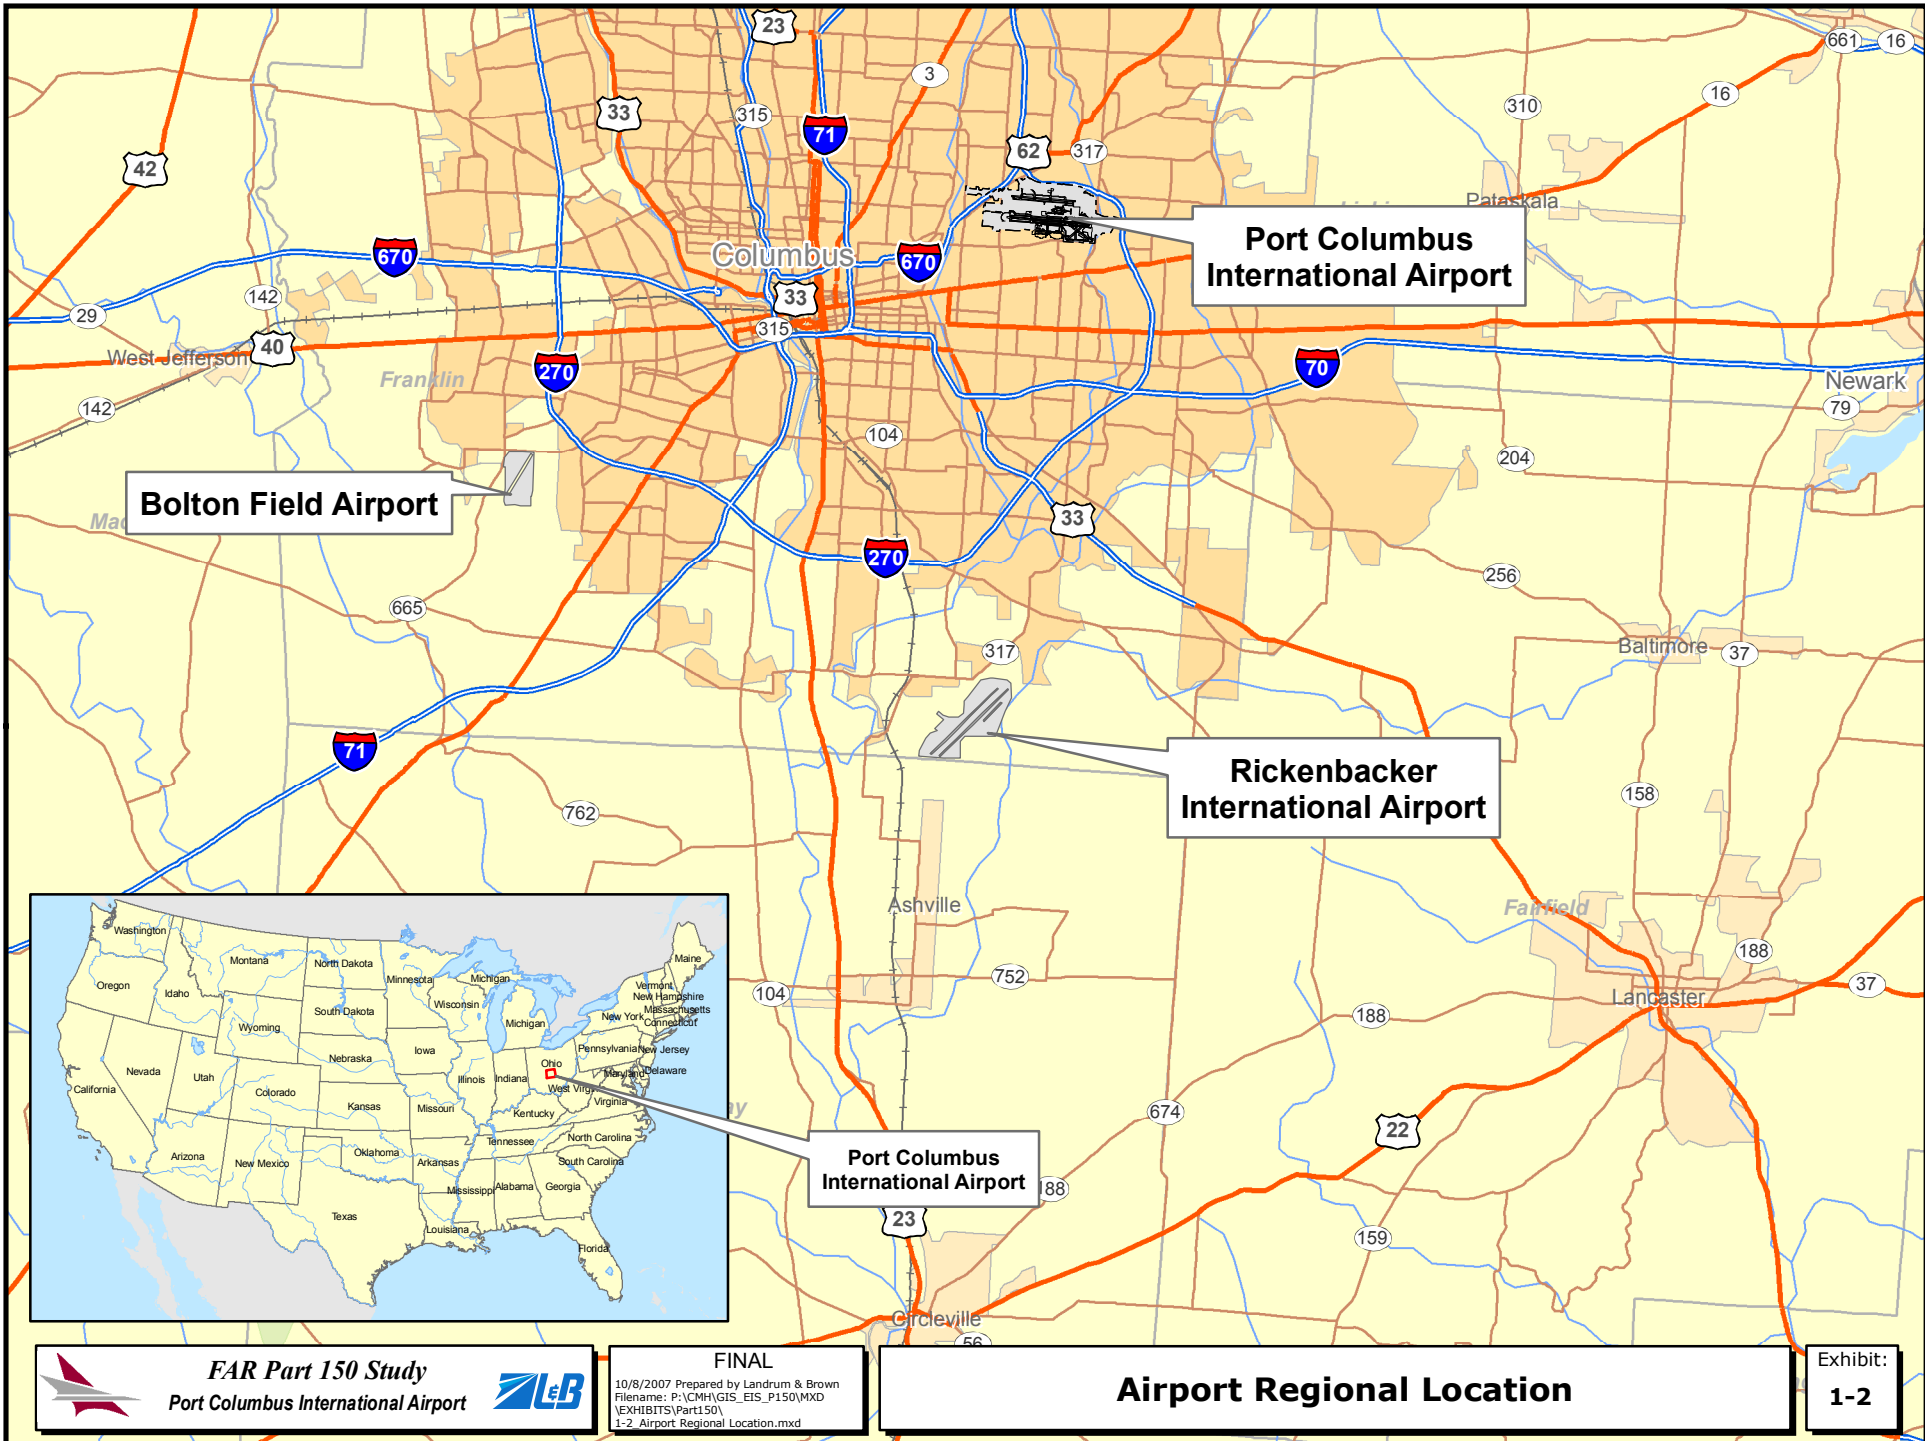 23
661
16
3
16
310
33
315
71
42
62
317
Pataskala
Port Columbus
International Airport
Columbus
670
670
142
33
29
315
40
West Jefferson
270
Franklin
70
Newark
79
142
104
204
Bolton Field Airport
33
270
256
665
317
Baltimore
37
71
Rickenbacker
International Airport
158
762
Ashville
Fairfield
188
752
104
37
Lancaster
188
674
22
Port Columbus
International Airport
188
23
159
Circleville
56
Washington
Oregon
Idaho
Montana
North Dakota
Minnesota
Michigan
Maine
Vermont
New Hampshire
Massachusetts
Connecticut
New York
Wisconsin
South Dakota
Wyoming
Michigan
Iowa
Nebraska
Pennsylvania
New Jersey
Ohio
Nevada
Utah
California
Colorado
Illinois
Indiana
Maryland
Delaware
West Virg
Virginia
Kansas
Missouri
Kentucky
Tennessee
North Carolina
Arizona
New Mexico
Oklahoma
Arkansas
South Carolina
Mississippi
Alabama
Georgia
Texas
Louisiana
Florida
FAR Part 150 Study
Port Columbus International Airport
L&B
FINAL
10/8/2007 Prepared by Landrum & Brown
Filename: P:\CMH\GIS_EIS_P150\MXD
\EXHIBITS\Part150\
1-2_Airport Regional Location.mxd
Airport Regional Location
Exhibit:
1-2